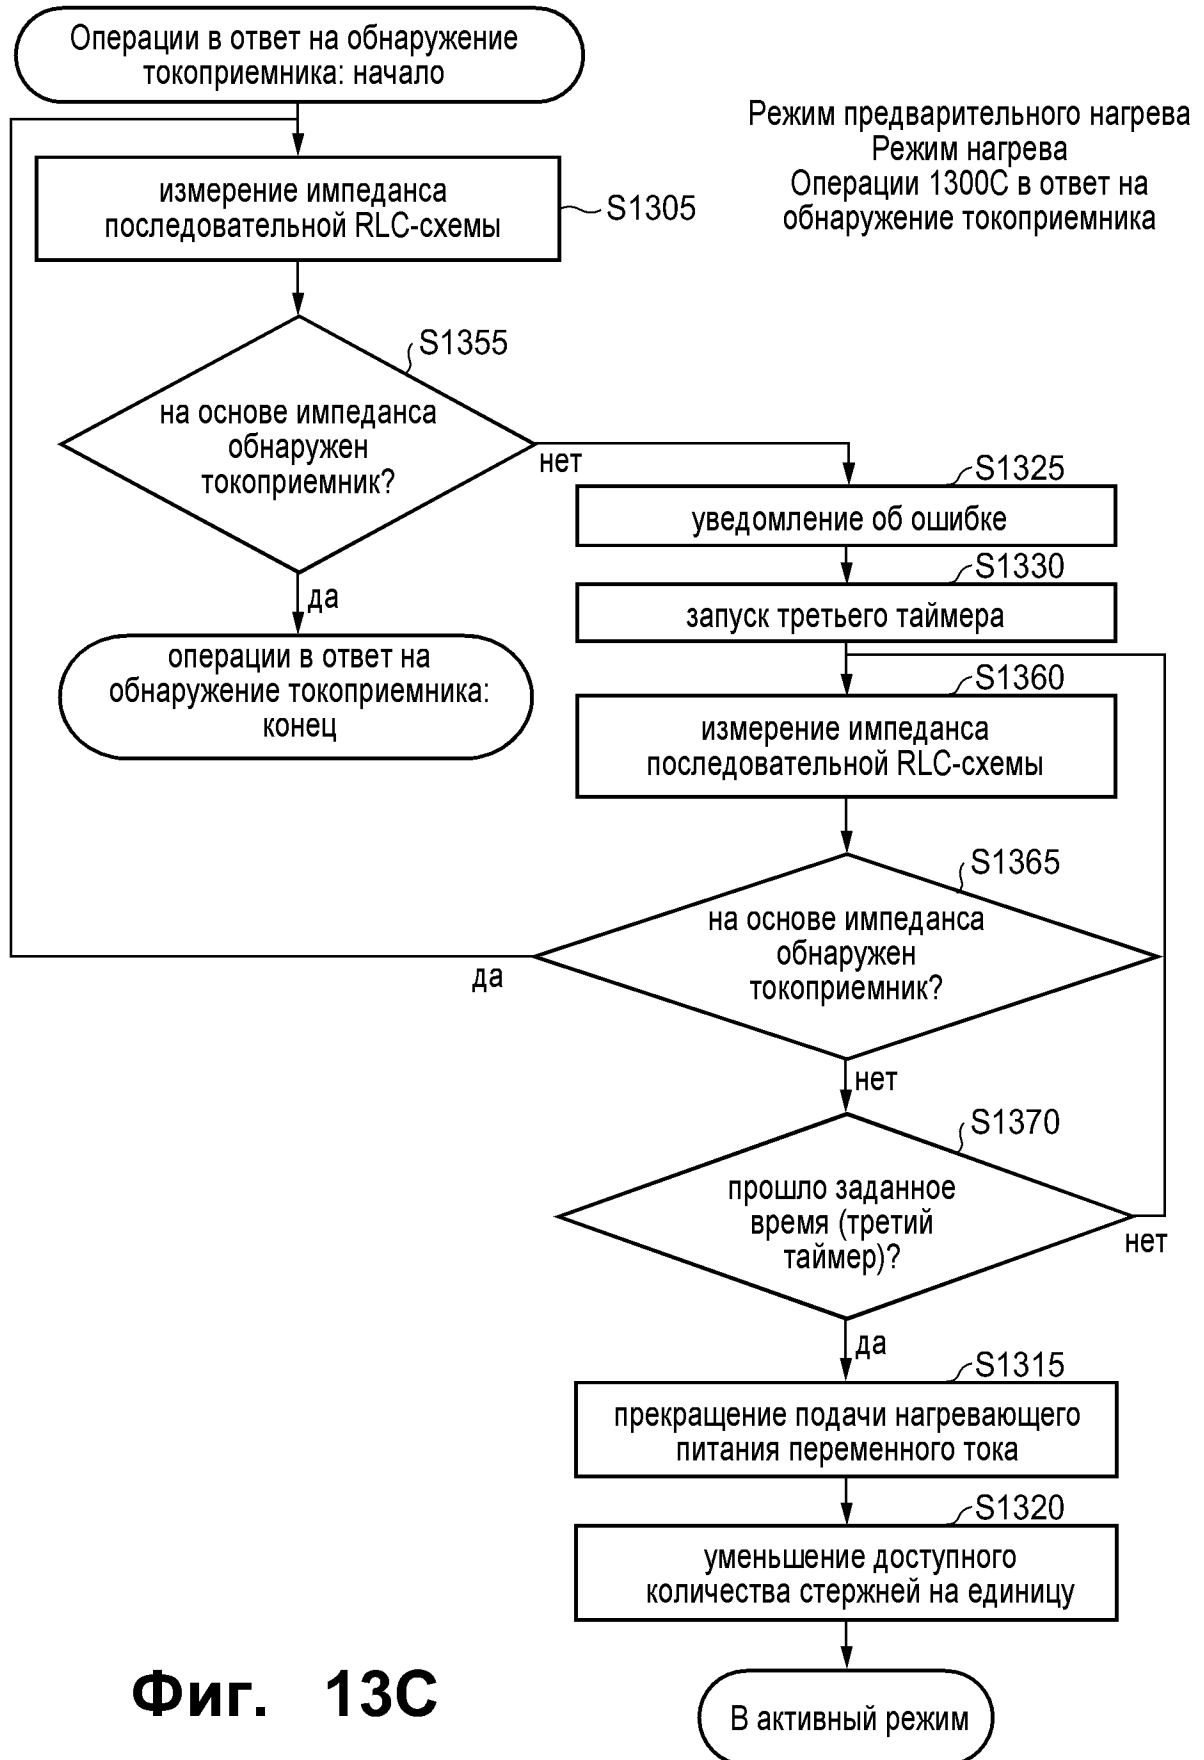 Операции в ответ на обнаружение
токоприемника: начало
Режим предварительного нагрева
Режим нагрева
Операции 1300С в ответ на
обнаружение токоприемника
измерение импеданса
последовательной RLC-схемы
S1305
S1355
на основе импеданса
обнаружен
токоприемник?
нет
да
операции в ответ на
обнаружение токоприемника:
конец
S1325
уведомление об ошибке
S1330
запуск третьего таймера
S1360
измерение импеданса
последовательной RLC-схемы
S1365
на основе импеданса
обнаружен
токоприемник?
да
нет
S1370
прошло заданное
время (третий
таймер)?
нет
да
S1315
прекращение подачи нагревающего
питания переменного тока
S1320
уменьшение доступного
количества стержней на единицу
В активный режим
Фиг. 13С